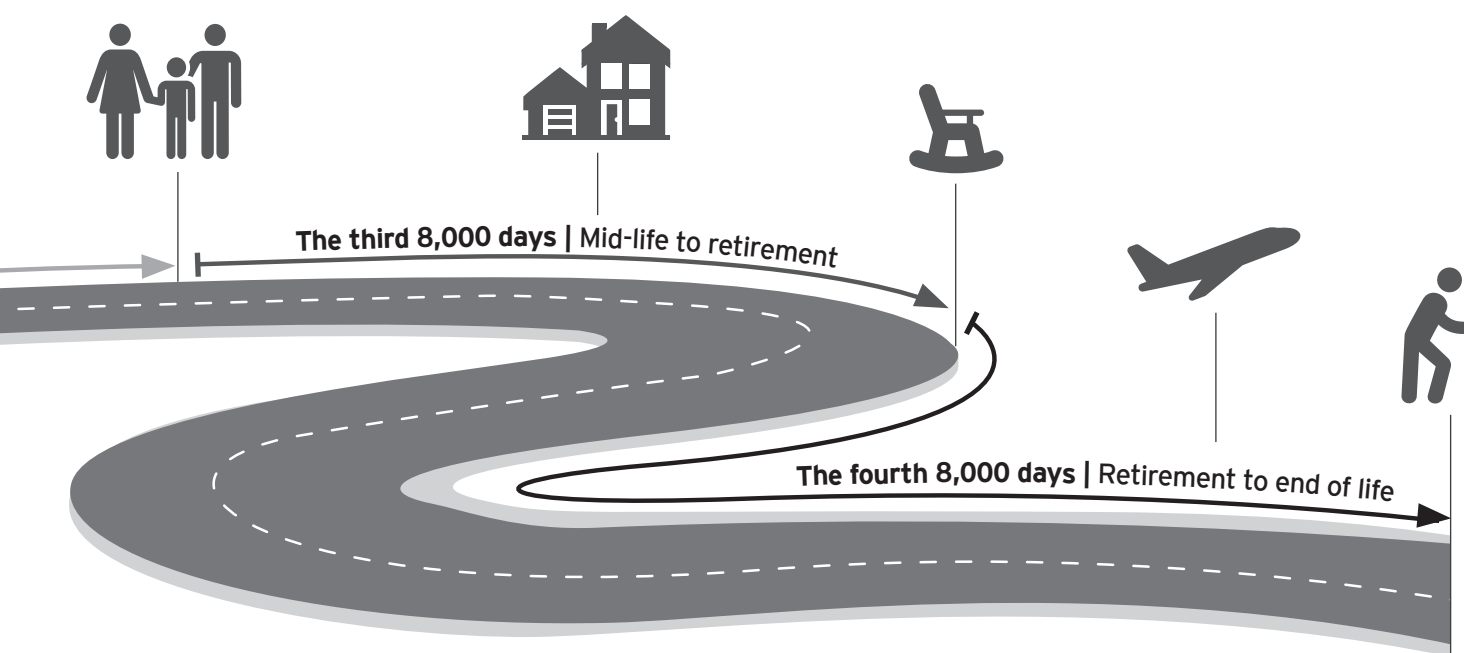 The third 8,000 days | Mid-life to retirement
The fourth 8,000 days | Retirement to end of life